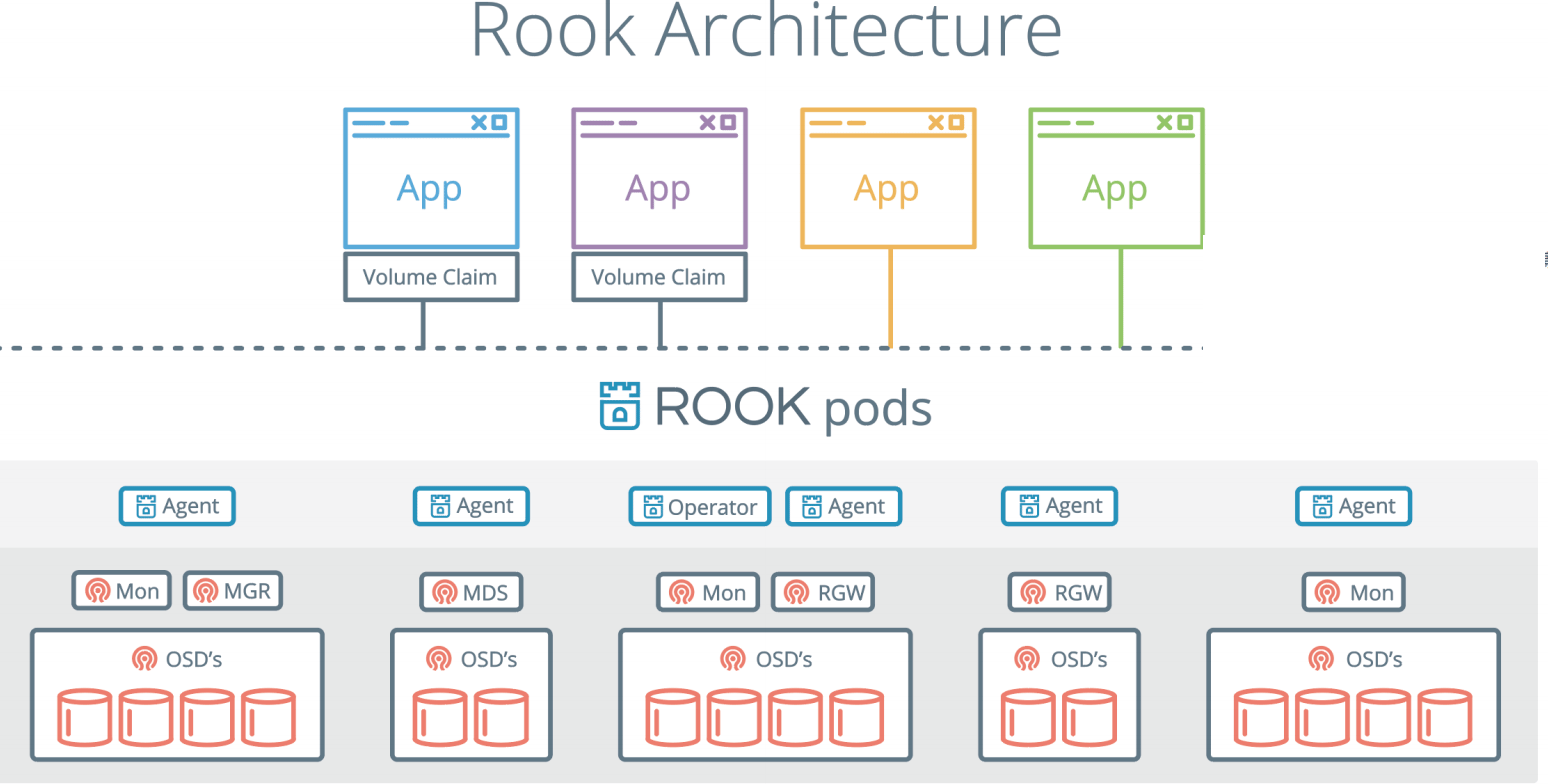 Rook Architecture
App App App App
Volume Claim Volume Claim
ROOK pods
Agent Agent Operator Agent Agent Agent
Mon MGR MDS Mon RGW RGW Mon
OSD’s OSD’s OSD’s OSD’s OSD’s